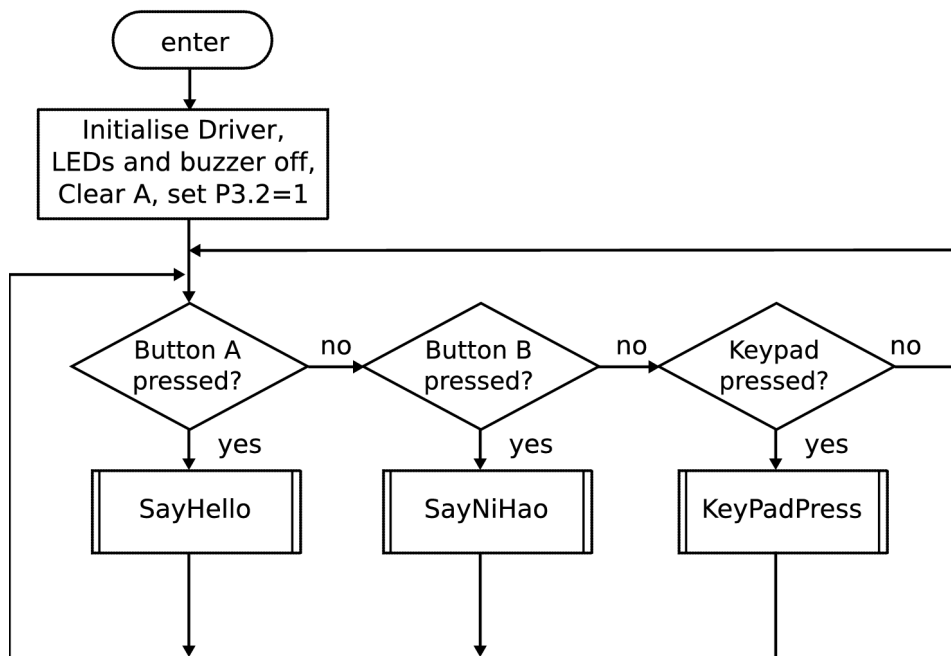 enter
Initialise Driver,
LEDs and buzzer off,
Clear A, set P3.2=1
Button A
pressed?
no
Button B
pressed?
no
Keypad
pressed?
no
yes
yes
yes
SayHello
SayNiHao
KeyPadPress